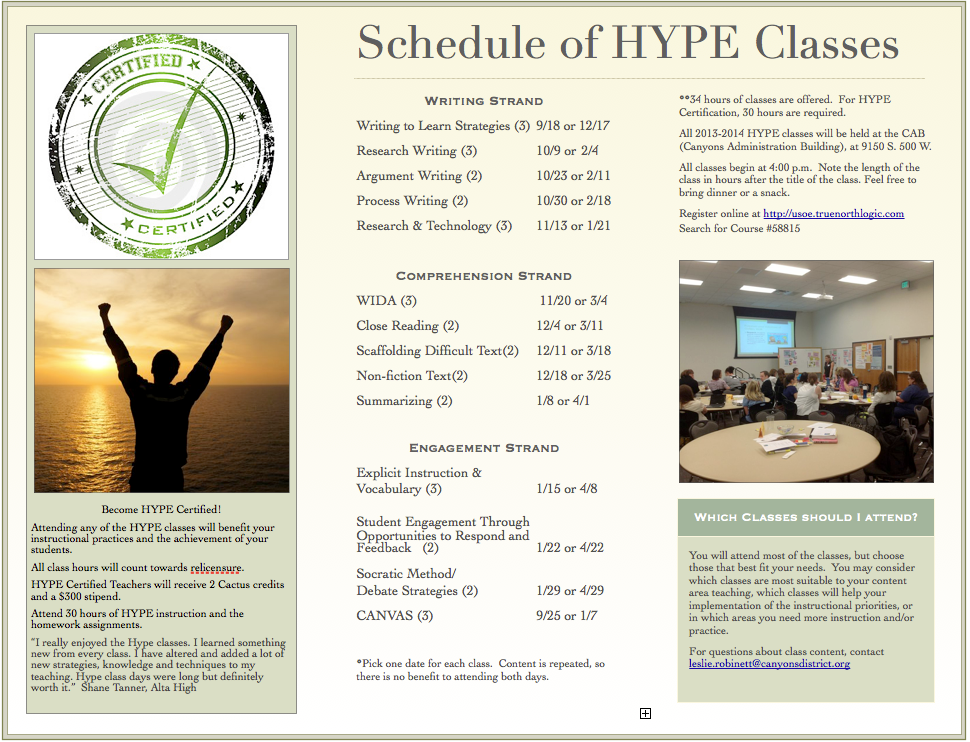 CERTIFIED
CERTIFIED
Become HYPE Certified!
Attending any of the HYPE classes will benefit your
instructional practices and the achievement of your
students.
All class hours will count towards relicensure.
HYPE Certified Teachers will receive 2 Cactus credits
and a $300 stipend.
Attend 30 hours of HYPE instruction and the
homework assignments.
"I really enjoyed the Hype classes. I learned something
new from every class. I have altered and added a lot of
new strategies, knowledge and techniques to my
teaching. Hype class days were long but definitely
worth it." Shane Tanner, Alta High
Schedule of HYPE Classes
WRITING STRAND
Writing to Learn Strategies (3) 9/18 or 12/17
Research Writing (3) 10/9 or 2/4
Argument Writing (2) 10/23 or 2/11
Process Writing (2) 10/30 or 2/18
Research & Technology (3) 11/13 or 1/21
COMPREHENSION STRAND
WIDA (3) 11/20 or 3/4
Close Reading (2) 12/4 or 3/11
Scaffolding Difficult Text(2) 12/11 or 3/18
Non-fiction Text(2) 12/18 or 3/25
Summarizing (2) 1/8 or 4/1
ENGAGEMENT STRAND
Explicit Instruction &
Vocabulary (3) 1/15 or 4/8
Student Engagement Through
Opportunities to Respond and
Feedback (2) 1/22 or 4/22
Socratic Method/
Debate Strategies (2) 1/29 or 4/29
CANVAS (3) 9/25 or 1/7
*Pick one date for each class. Content is repeated, so
there is no benefit to attending both days.
**34 hours of classes are offered. For HYPE
Certification, 30 hours are required.
All 2013-2014 HYPE classes will be held at the CAB
(Canyons Administration Building), at 9150 S. 500 W.
All classes begin at 4:00 p.m. Note the length of the
class in hours after the title of the class. Feel free to
bring dinner or a snack.
Register online at http://usoe.truenorthlogic.com
Search for Course #58815
WHICH CLASSES SHOULD I ATTEND?
You will attend most of the classes, but choose
those that best fit your needs. You may consider
which classes are most suitable to your content
area teaching, which classes will help your
implementation of the instructional priorities, or
in which areas you need more instruction and/or
practice.
For questions about class content, contact
leslie.robinett@canyonsdistrict.org